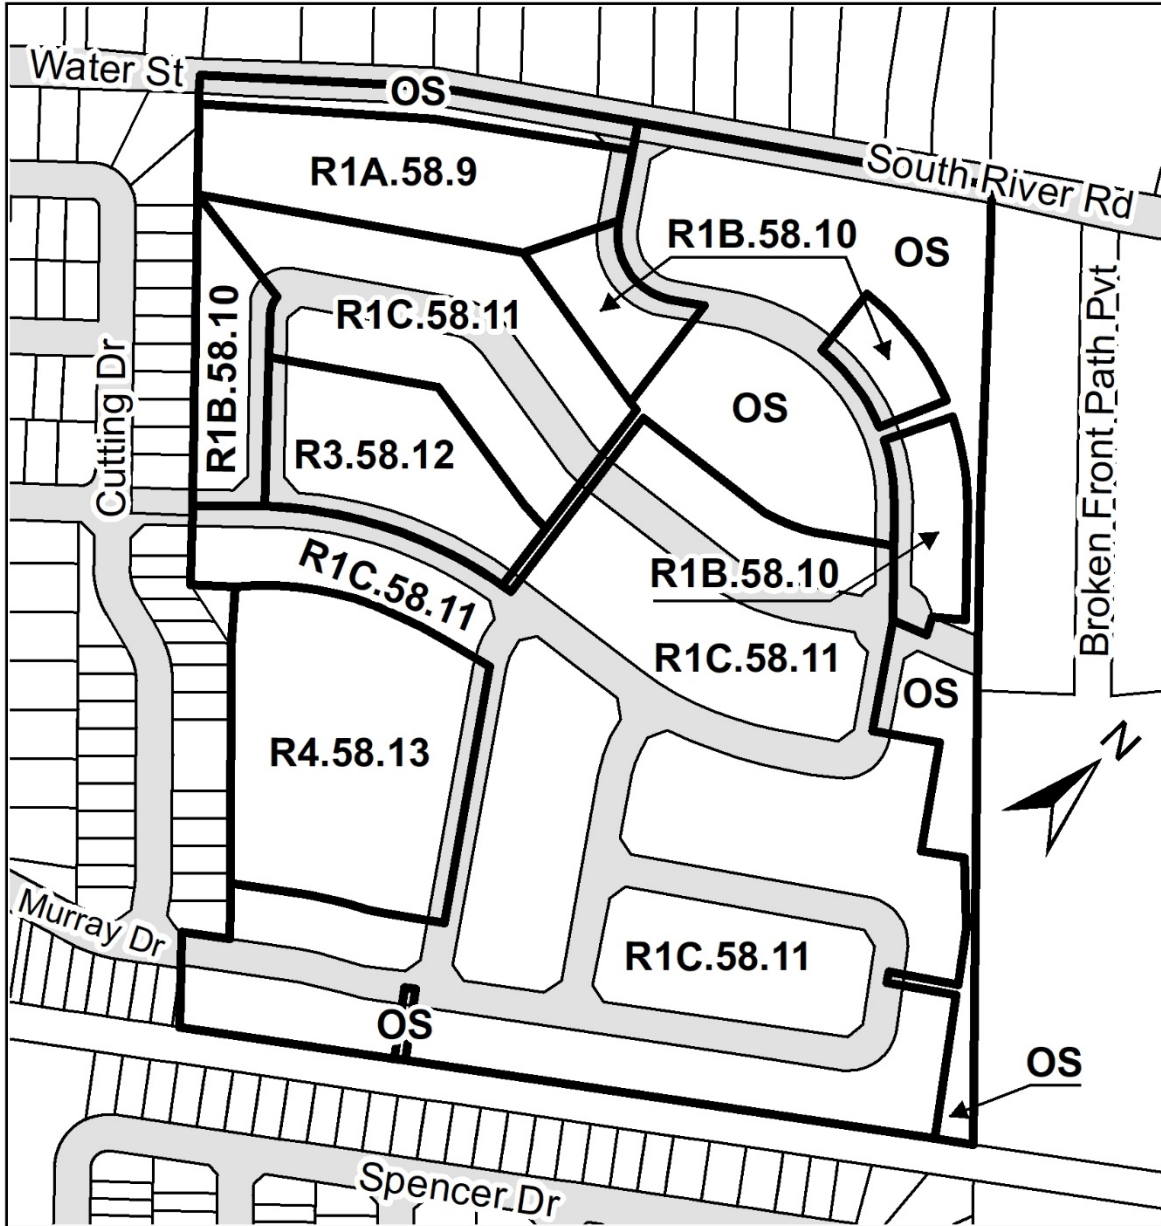 Water St
OS
R1A.58.9
South River Rd
R1B.58.10
OS
R1C.58.11
R1B.58.10
Cutting Dr
Broken Front Path Pvt
OS
R3.58.12
R1C.58.11
R1B.58.10
R1C.58.11
OS
N
R4.58.13
Murray Dr
R1C.58.11
OS
OS
Spencer Dr